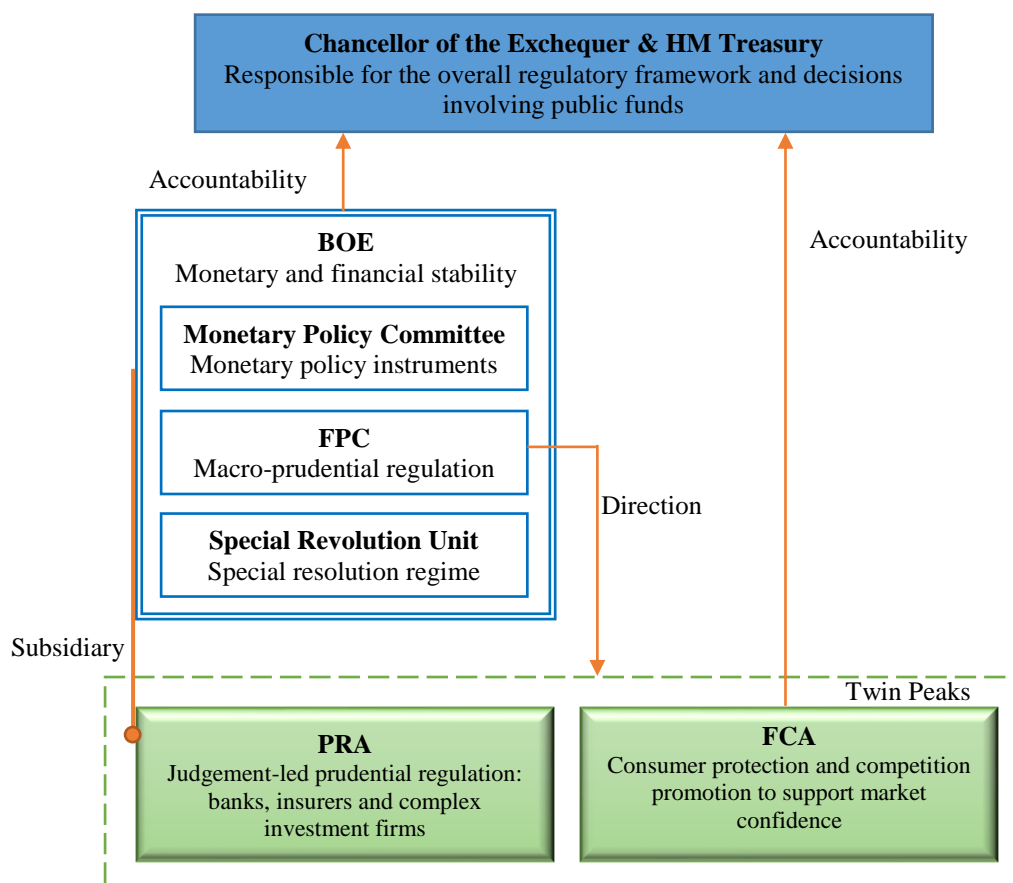 Chancellor of the Exchequer & HM Treasury
Responsible for the overall regulatory framework and decisions
involving public funds
Accountability
Accountability
BOE
Monetary and financial stability
Monetary Policy Committee
Monetary policy instruments
FPC
Macro-prudential regulation
Direction
Special Revolution Unit
Special resolution regime
Subsidiary
Twin Peaks
PRA
Judgement-led prudential regulation:
banks, insurers and complex
investment firms
FCA
Consumer protection and competition
promotion to support market
confidence